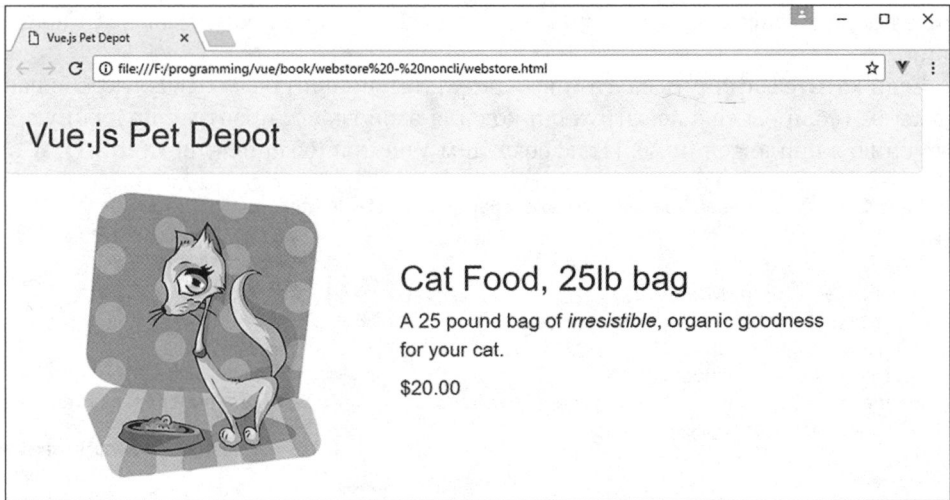 Vue.js Pet Depot
file:///F:/programming/vue/book/webstore%20-%20noncli/webstore.html
Vue.js Pet Depot
Cat Food, 25lb bag
A 25 pound bag of irresistible, organic goodness
for your cat.
$20.00